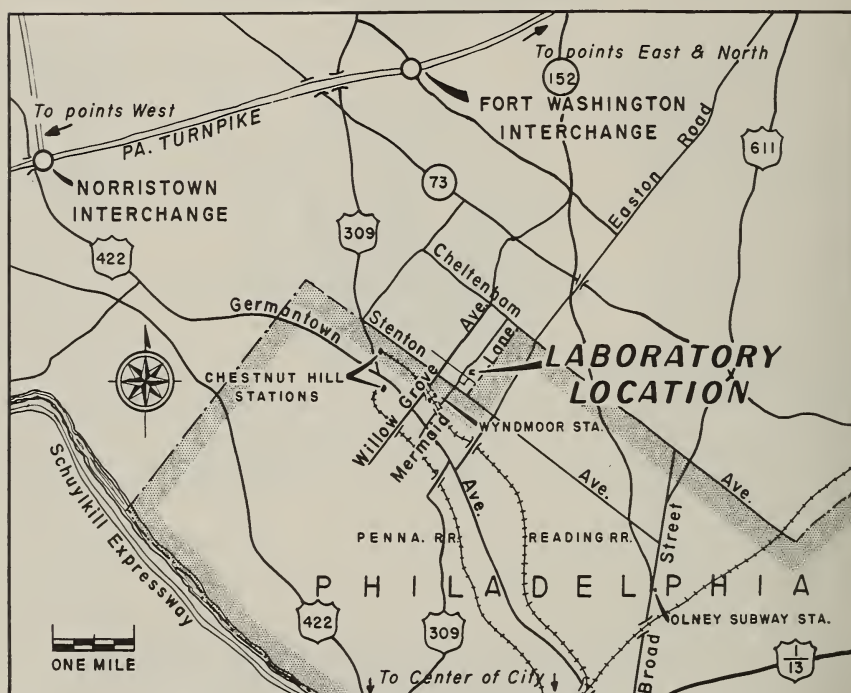 To points East & North
152
To points West
FORT WASHINGTON
INTERCHANGE
PA. TURNPIKE
Easton Road
611
NORRISTOWN
INTERCHANGE
73
309
422
Cheltenham
Germantown
Stenton
Ave.
Lane
LABORATORY
LOCATION
CHESTNUT HILL
STATIONS
Willow Grove
WYNDMOOR STA.
Mermaid
Schuylkill Expressway
Ave.
Ave.
Ave.
Street
PENNA. RR.
READING RR.
PHILADELPHIA
422
309
OLNEY SUBWAY STA.
ONE MILE
To Center of City
Broad
1
13